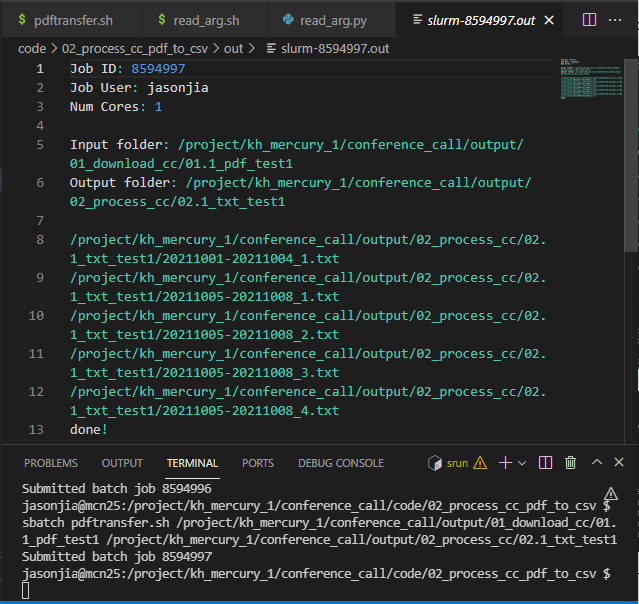 $ pdftransfer.sh $ read_arg.sh read_arg.py slurm-8594997.out
code > 02_process_cc_pdf_to_csv > out > slurm-8594997.out
1 Job ID: 8594997
2 Job User: jasonjia
3 Num Cores: 1
4
5 Input folder: /project/kh_mercury_1/conference_call/output/
01_download_cc/01.1_pdf_test1
6 Output folder: /project/kh_mercury_1/conference_call/output/
02_process_cc/02.1_txt_test1
7
8 /project/kh_mercury_1/conference_call/output/02_process_cc/02.
1_txt_test1/20211001-20211004_1.txt
9 /project/kh_mercury_1/conference_call/output/02_process_cc/02.
1_txt_test1/20211005-20211008_1.txt
10 /project/kh_mercury_1/conference_call/output/02_process_cc/02.
1_txt_test1/20211005-20211008_2.txt
11 /project/kh_mercury_1/conference_call/output/02_process_cc/02.
1_txt_test1/20211005-20211008_3.txt
12 /project/kh_mercury_1/conference_call/output/02_process_cc/02.
1_txt_test1/20211005-20211008_4.txt
13 done!
PROBLEMS OUTPUT TERMINAL PORTS DEBUG CONSOLE srun
Submitted batch job 8594996
jasonjia@mcn25:/project/kh_mercury_1/conference_call/code/02_process_cc_pdf_to_csv $
sbatch pdftransfer.sh /project/kh_mercury_1/conference_call/output/01_download_cc/01.
1_pdf_test1 /project/kh_mercury_1/conference_call/output/02_process_cc/02.1_txt_test1
Submitted batch job 8594997
jasonjia@mcn25:/project/kh_mercury_1/conference_call/code/02_process_cc_pdf_to_csv $